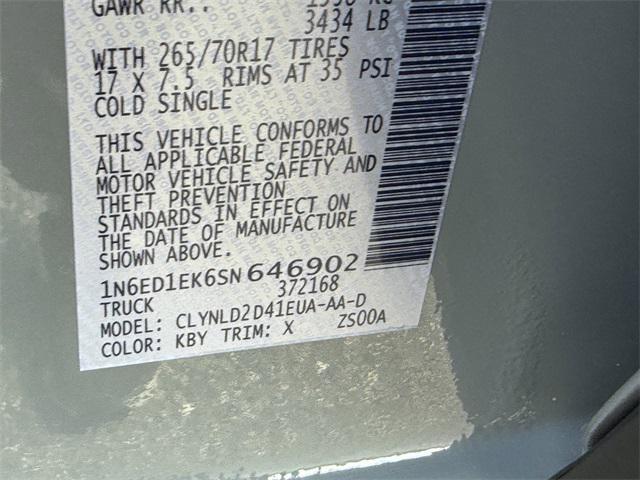 GAWR RR..
3434 LB
WITH 265/70R17 TIRES
17 X 7.5 RIMS AT 35 PSI
COLD SINGLE
THIS VEHICLE CONFORMS TO
ALL APPLICABLE FEDERAL
MOTOR VEHICLE SAFETY AND
THEFT PREVENTION
STANDARDS IN EFFECT ON
THE DATE OF MANUFACTURE
SHOWN ABOVE.
1N6ED1EK6SN646902
372168
TRUCK
MODEL: CLYNLD2D41EUA-AA-D
COLOR: KBY TRIM: X ZS00A